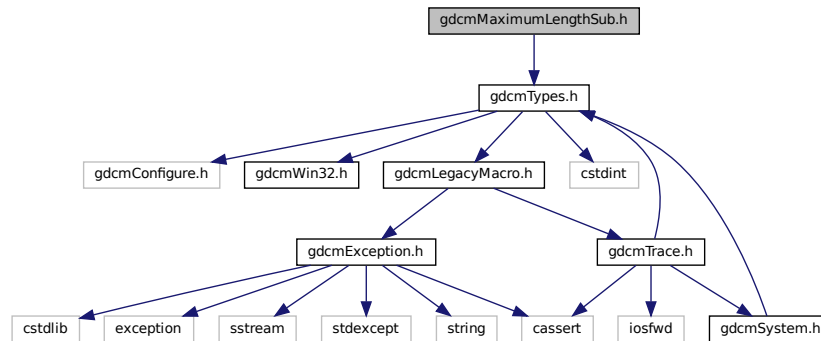 gdcmMaximumLengthSub.h
gdcmTypes.h
gdcmConfigure.h
gdcmWin32.h
gdcmLegacyMacro.h
cstdint
gdcmException.h
gdcmTrace.h
cstdlib
exception
sstream
stdexcept
string
cassert
iosfwd
gdcmSystem.h